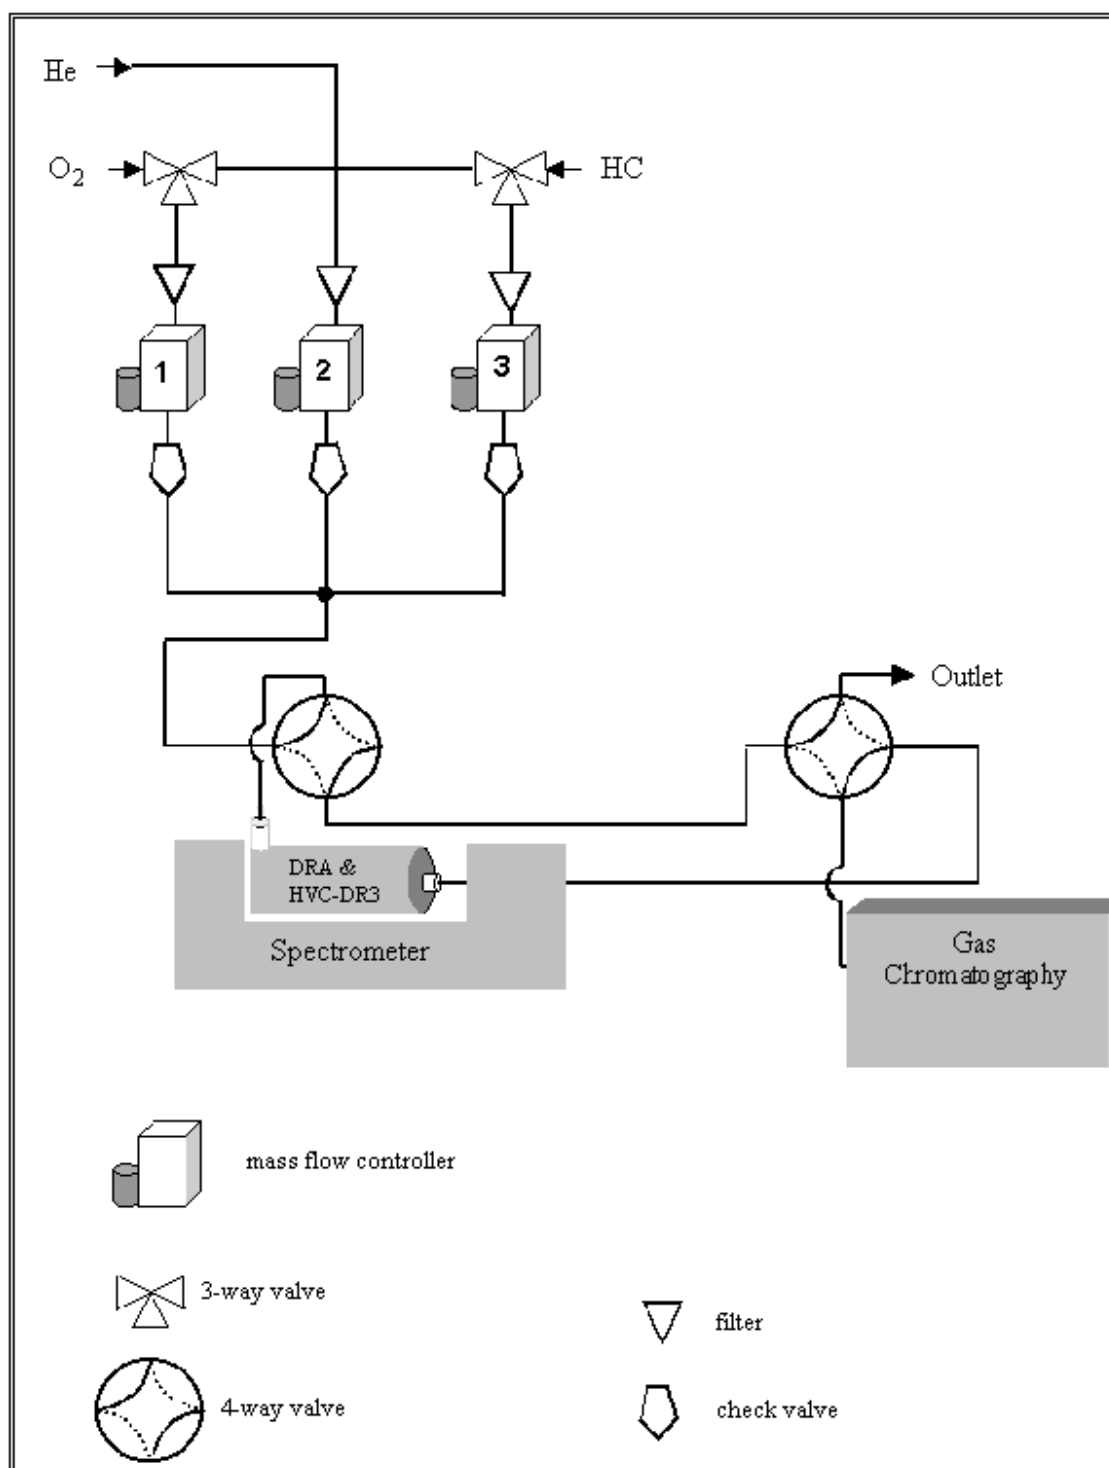 He
O2
HC
1
2
3
Outlet
DRA &
HVC-DR3
Spectrometer
Gas
Chromatography
mass flow controller
3-way valve
filter
4-way valve
check valve